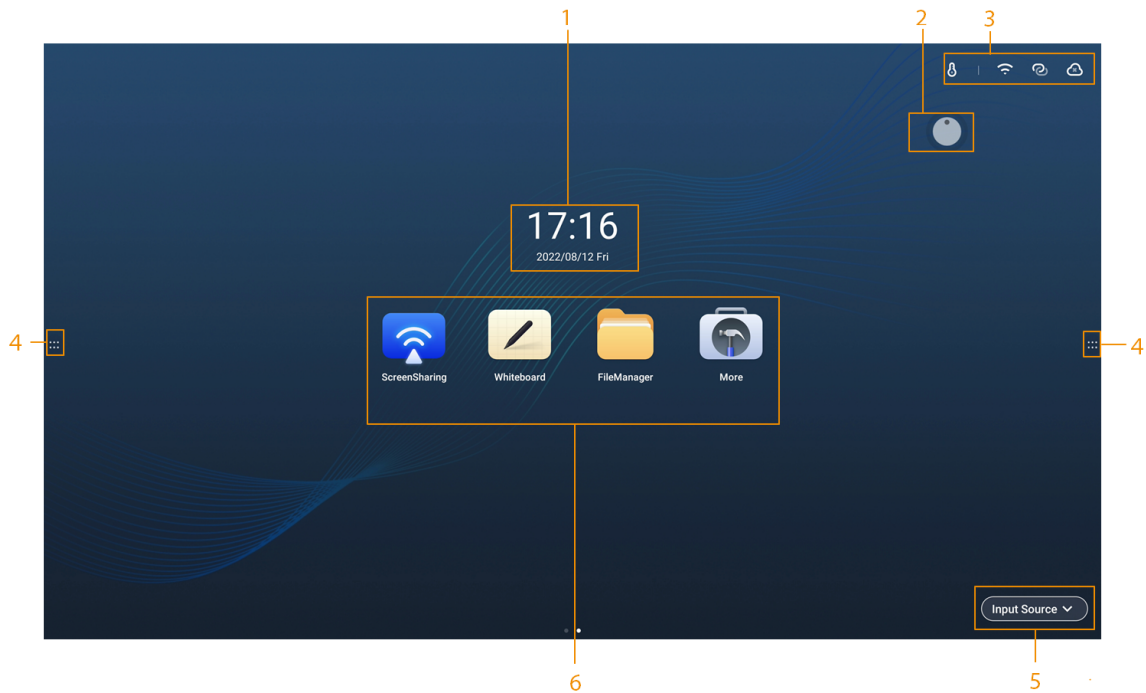 1
2
3
17:16
2022/08/12 Fri
4
4
ScreenSharing
Whiteboard
FileManager
More
Input Source
6
5